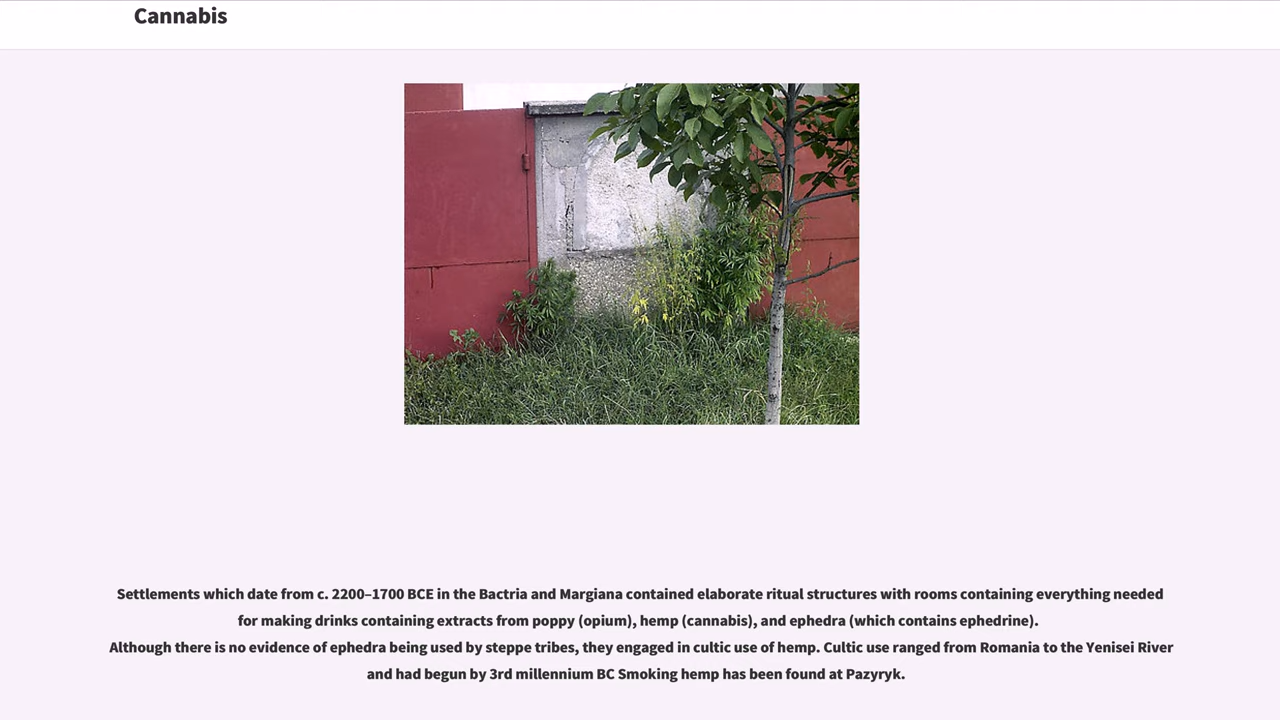 Cannabis
Settlements which date from c. 2200–1700 BCE in the Bactria and Margiana contained elaborate ritual structures with rooms containing everything needed
for making drinks containing extracts from poppy (opium), hemp (cannabis), and ephedra (which contains ephedrine).
Although there is no evidence of ephedra being used by steppe tribes, they engaged in cultic use of hemp. Cultic use ranged from Romania to the Yenisei River
and had begun by 3rd millennium BC Smoking hemp has been found at Pazyryk.